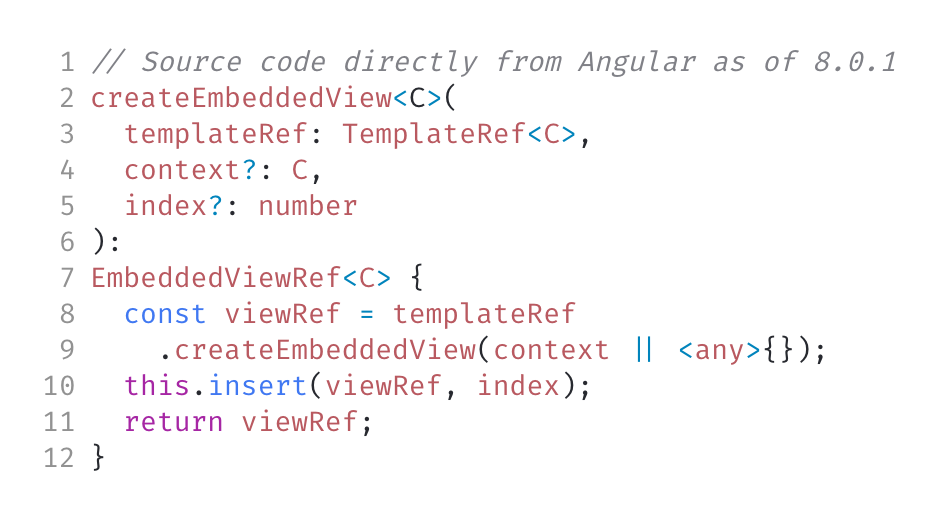 1 // Source code directly from Angular as of 8.0.1
2 createEmbeddedView<C>(
3   templateRef: TemplateRef<C>,
4   context?: C,
5   index?: number
6 ):
7 EmbeddedViewRef<C> {
8   const viewRef = templateRef
9     .createEmbeddedView(context || <any>{});
10   this.insert(viewRef, index);
11   return viewRef;
12 }